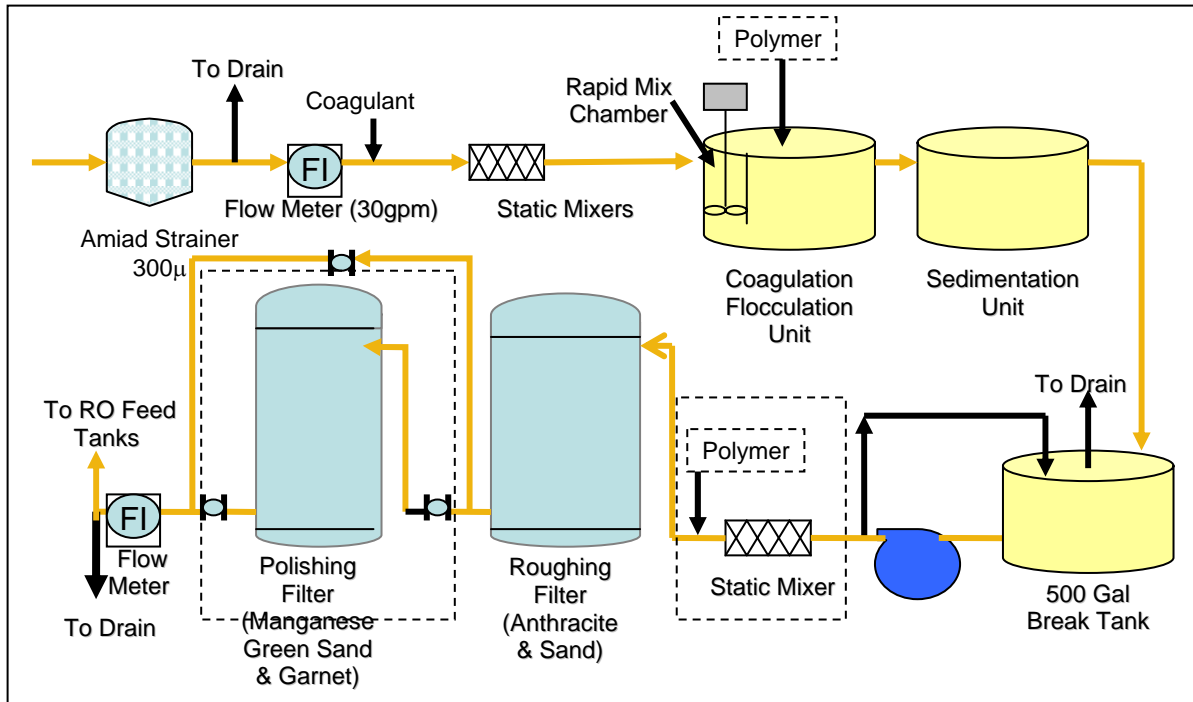 To Drain
Coagulant
Rapid Mix
Chamber
Polymer
FI
Flow Meter (30gpm)
Static Mixers
Amiad Strainer
300μ
Coagulation
Flocculation
Unit
Sedimentation
Unit
To Drain
To RO Feed
Tanks
FI
Flow
Meter
To Drain
Polishing
Filter
(Manganese
Green Sand
& Garnet)
Roughing
Filter
(Anthracite
& Sand)
Polymer
Static Mixer
500 Gal
Break Tank